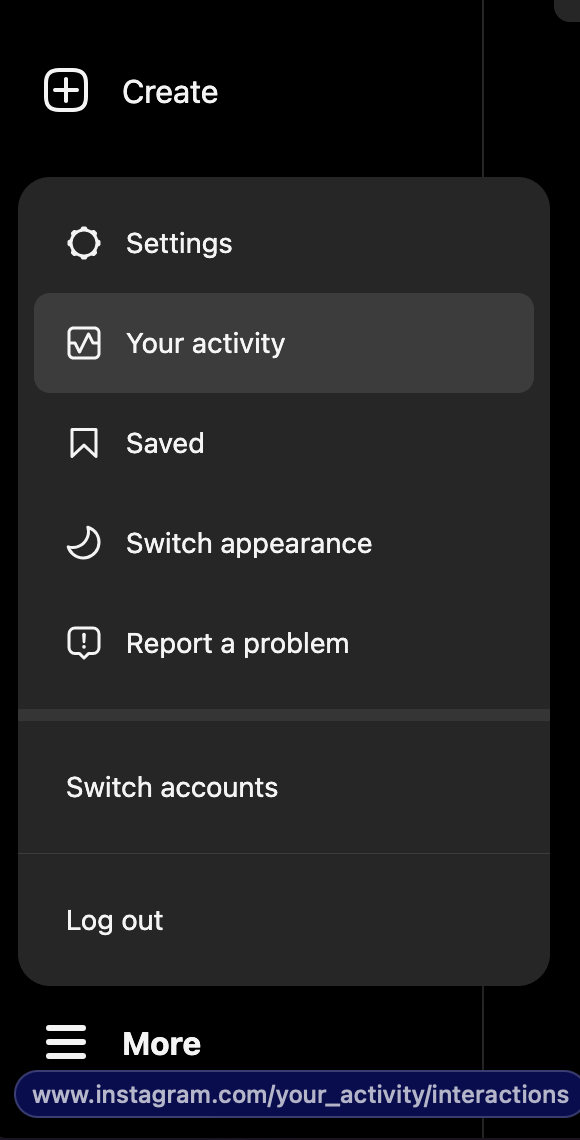 Create
Settings
Your activity
Saved
Switch appearance
Report a problem
Switch accounts
Log out
More
www.instagram.com/your_activity/interactions